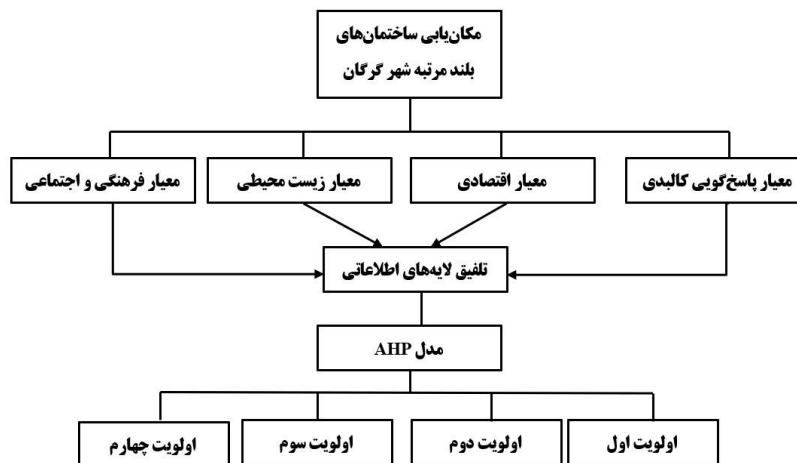 مکان‌یابی ساختمان‌های
بلند مرتبه شهر گرگان
معیار پاسخ‌گویی کالبدی
معیار اقتصادی
معیار زیست محیطی
معیار فرهنگی و اجتماعی
تلفیق لایه‌های اطلاعاتی
مدل AHP
اولویت اول
اولویت دوم
اولویت سوم
اولویت چهارم